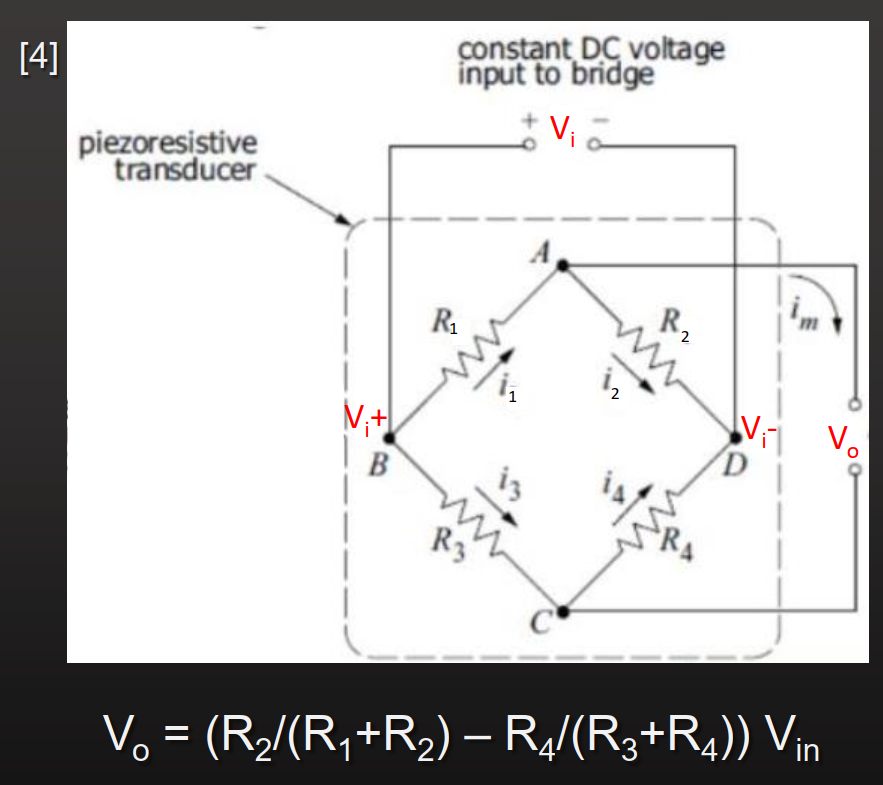 [4]
constant DC voltage
input to bridge
+ Vᵢ −
piezoresistive
transducer
A
R₁
R₂
iₘ
i₁
i₂
Vᵢ+
Vᵢ-
Vₒ
B
D
i₃
i₄
R₃
R₄
C
Vₒ = (R₂/(R₁+R₂) – R₄/(R₃+R₄)) Vᵢₙ